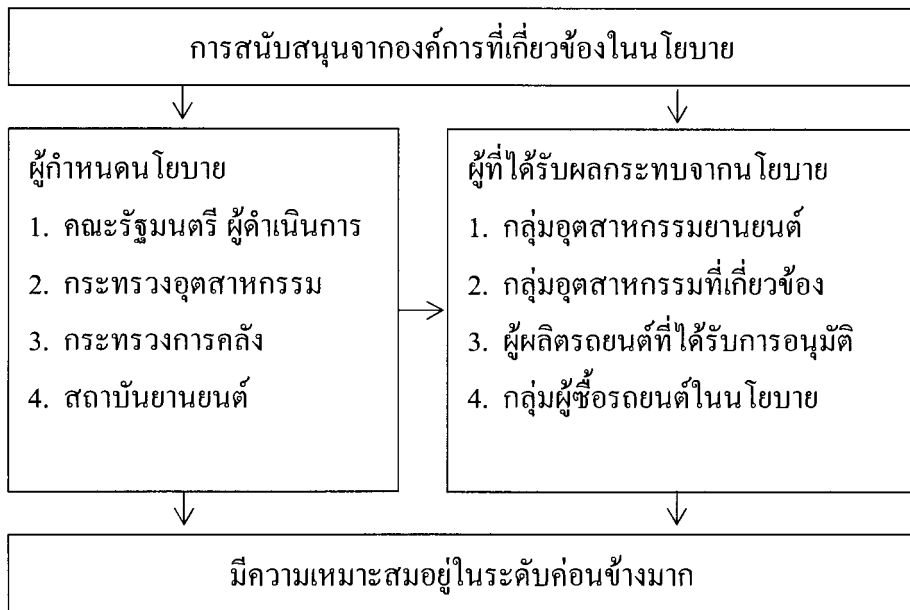 การสนับสนุนจากองค์การที่เกี่ยวข้องในนโยบาย
ผู้กำหนดนโยบาย
1. คณะรัฐมนตรี ผู้ดำเนินการ
2. กระทรวงอุตสาหกรรม
3. กระทรวงการคลัง
4. สถาบันยานยนต์
ผู้ที่ได้รับผลกระทบจากนโยบาย
1. กลุ่มอุตสาหกรรมยานยนต์
2. กลุ่มอุตสาหกรรมที่เกี่ยวข้อง
3. ผู้ผลิตรถยนต์ที่ได้รับการอนุมัติ
4. กลุ่มผู้ซื้อรถยนต์ในนโยบาย
มีความเหมาะสมอยู่ในระดับค่อนข้างมาก